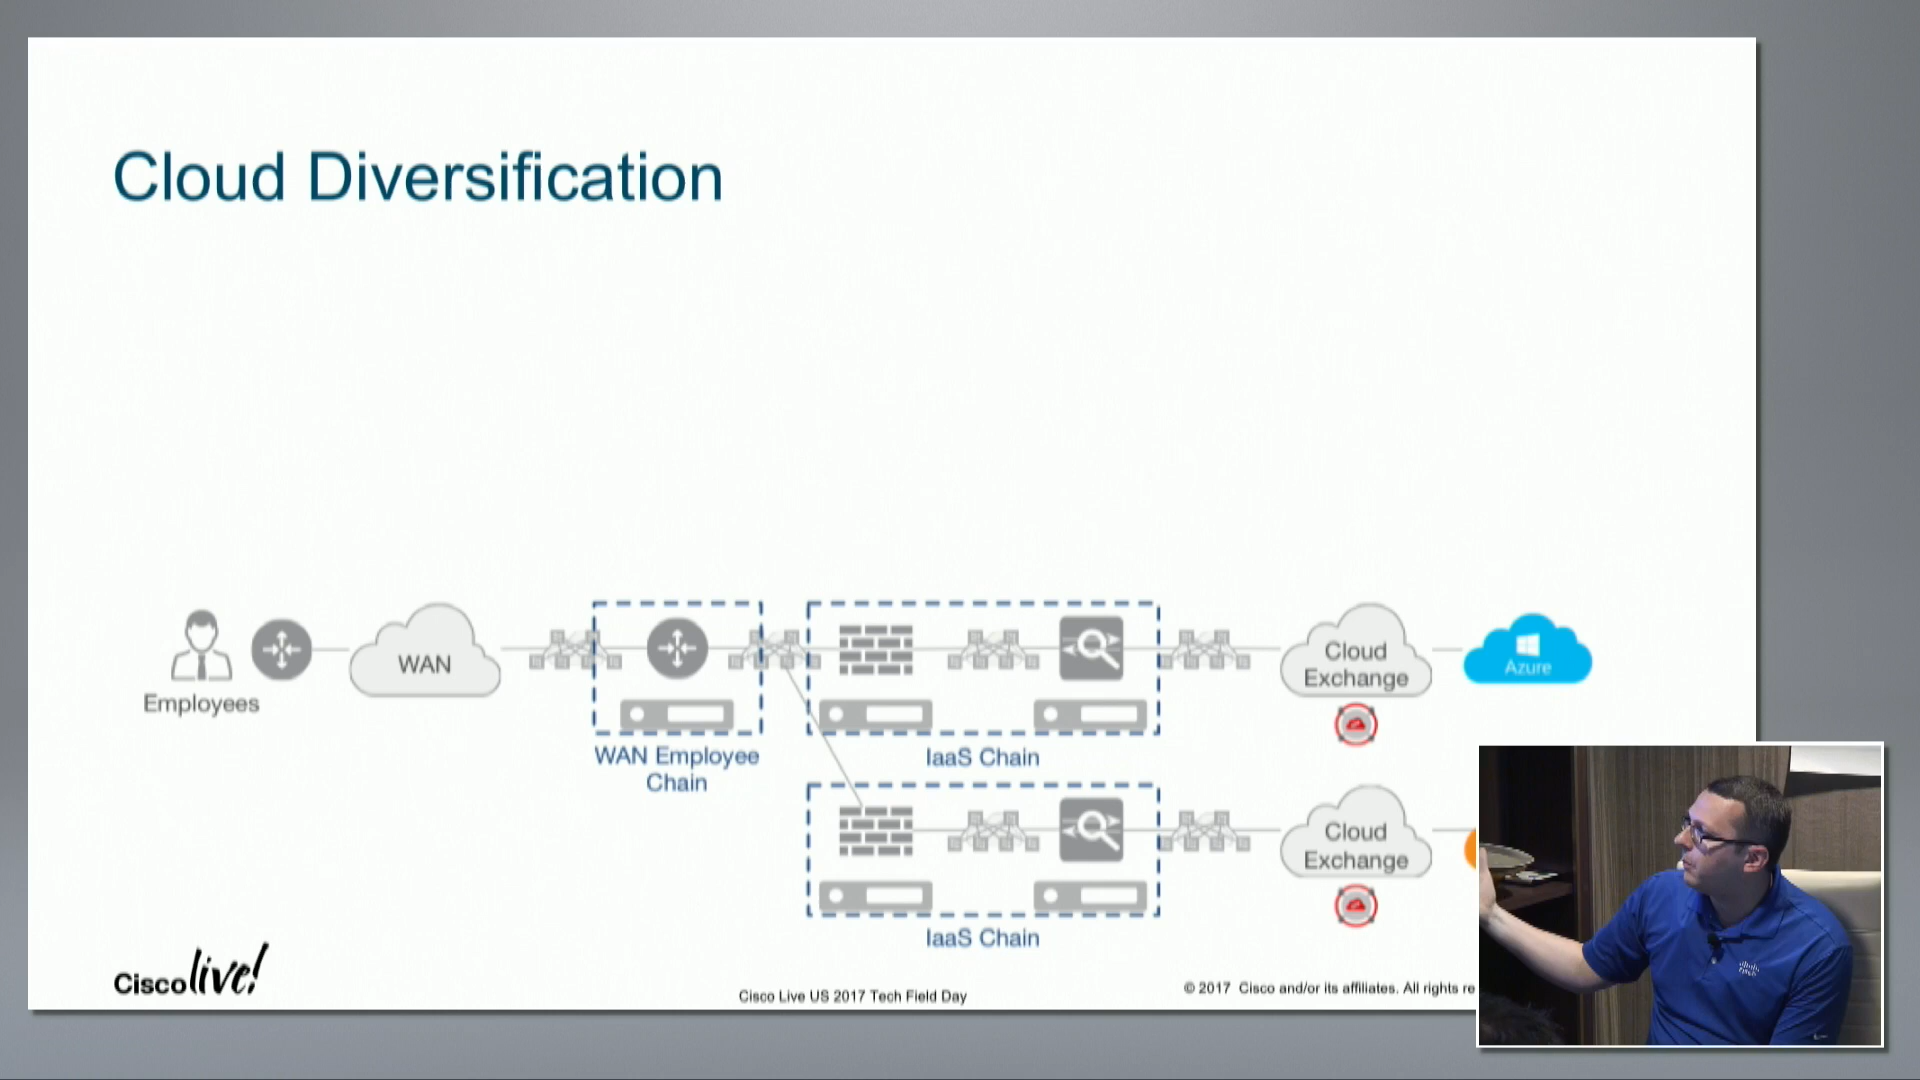 Cloud Diversification
Employees
WAN
WAN Employee
Chain
IaaS Chain
Cloud
Exchange
Azure
IaaS Chain
Cloud
Exchange
Cisco live!
Cisco Live US 2017 Tech Field Day
© 2017 Cisco and/or its affiliates. All rights re